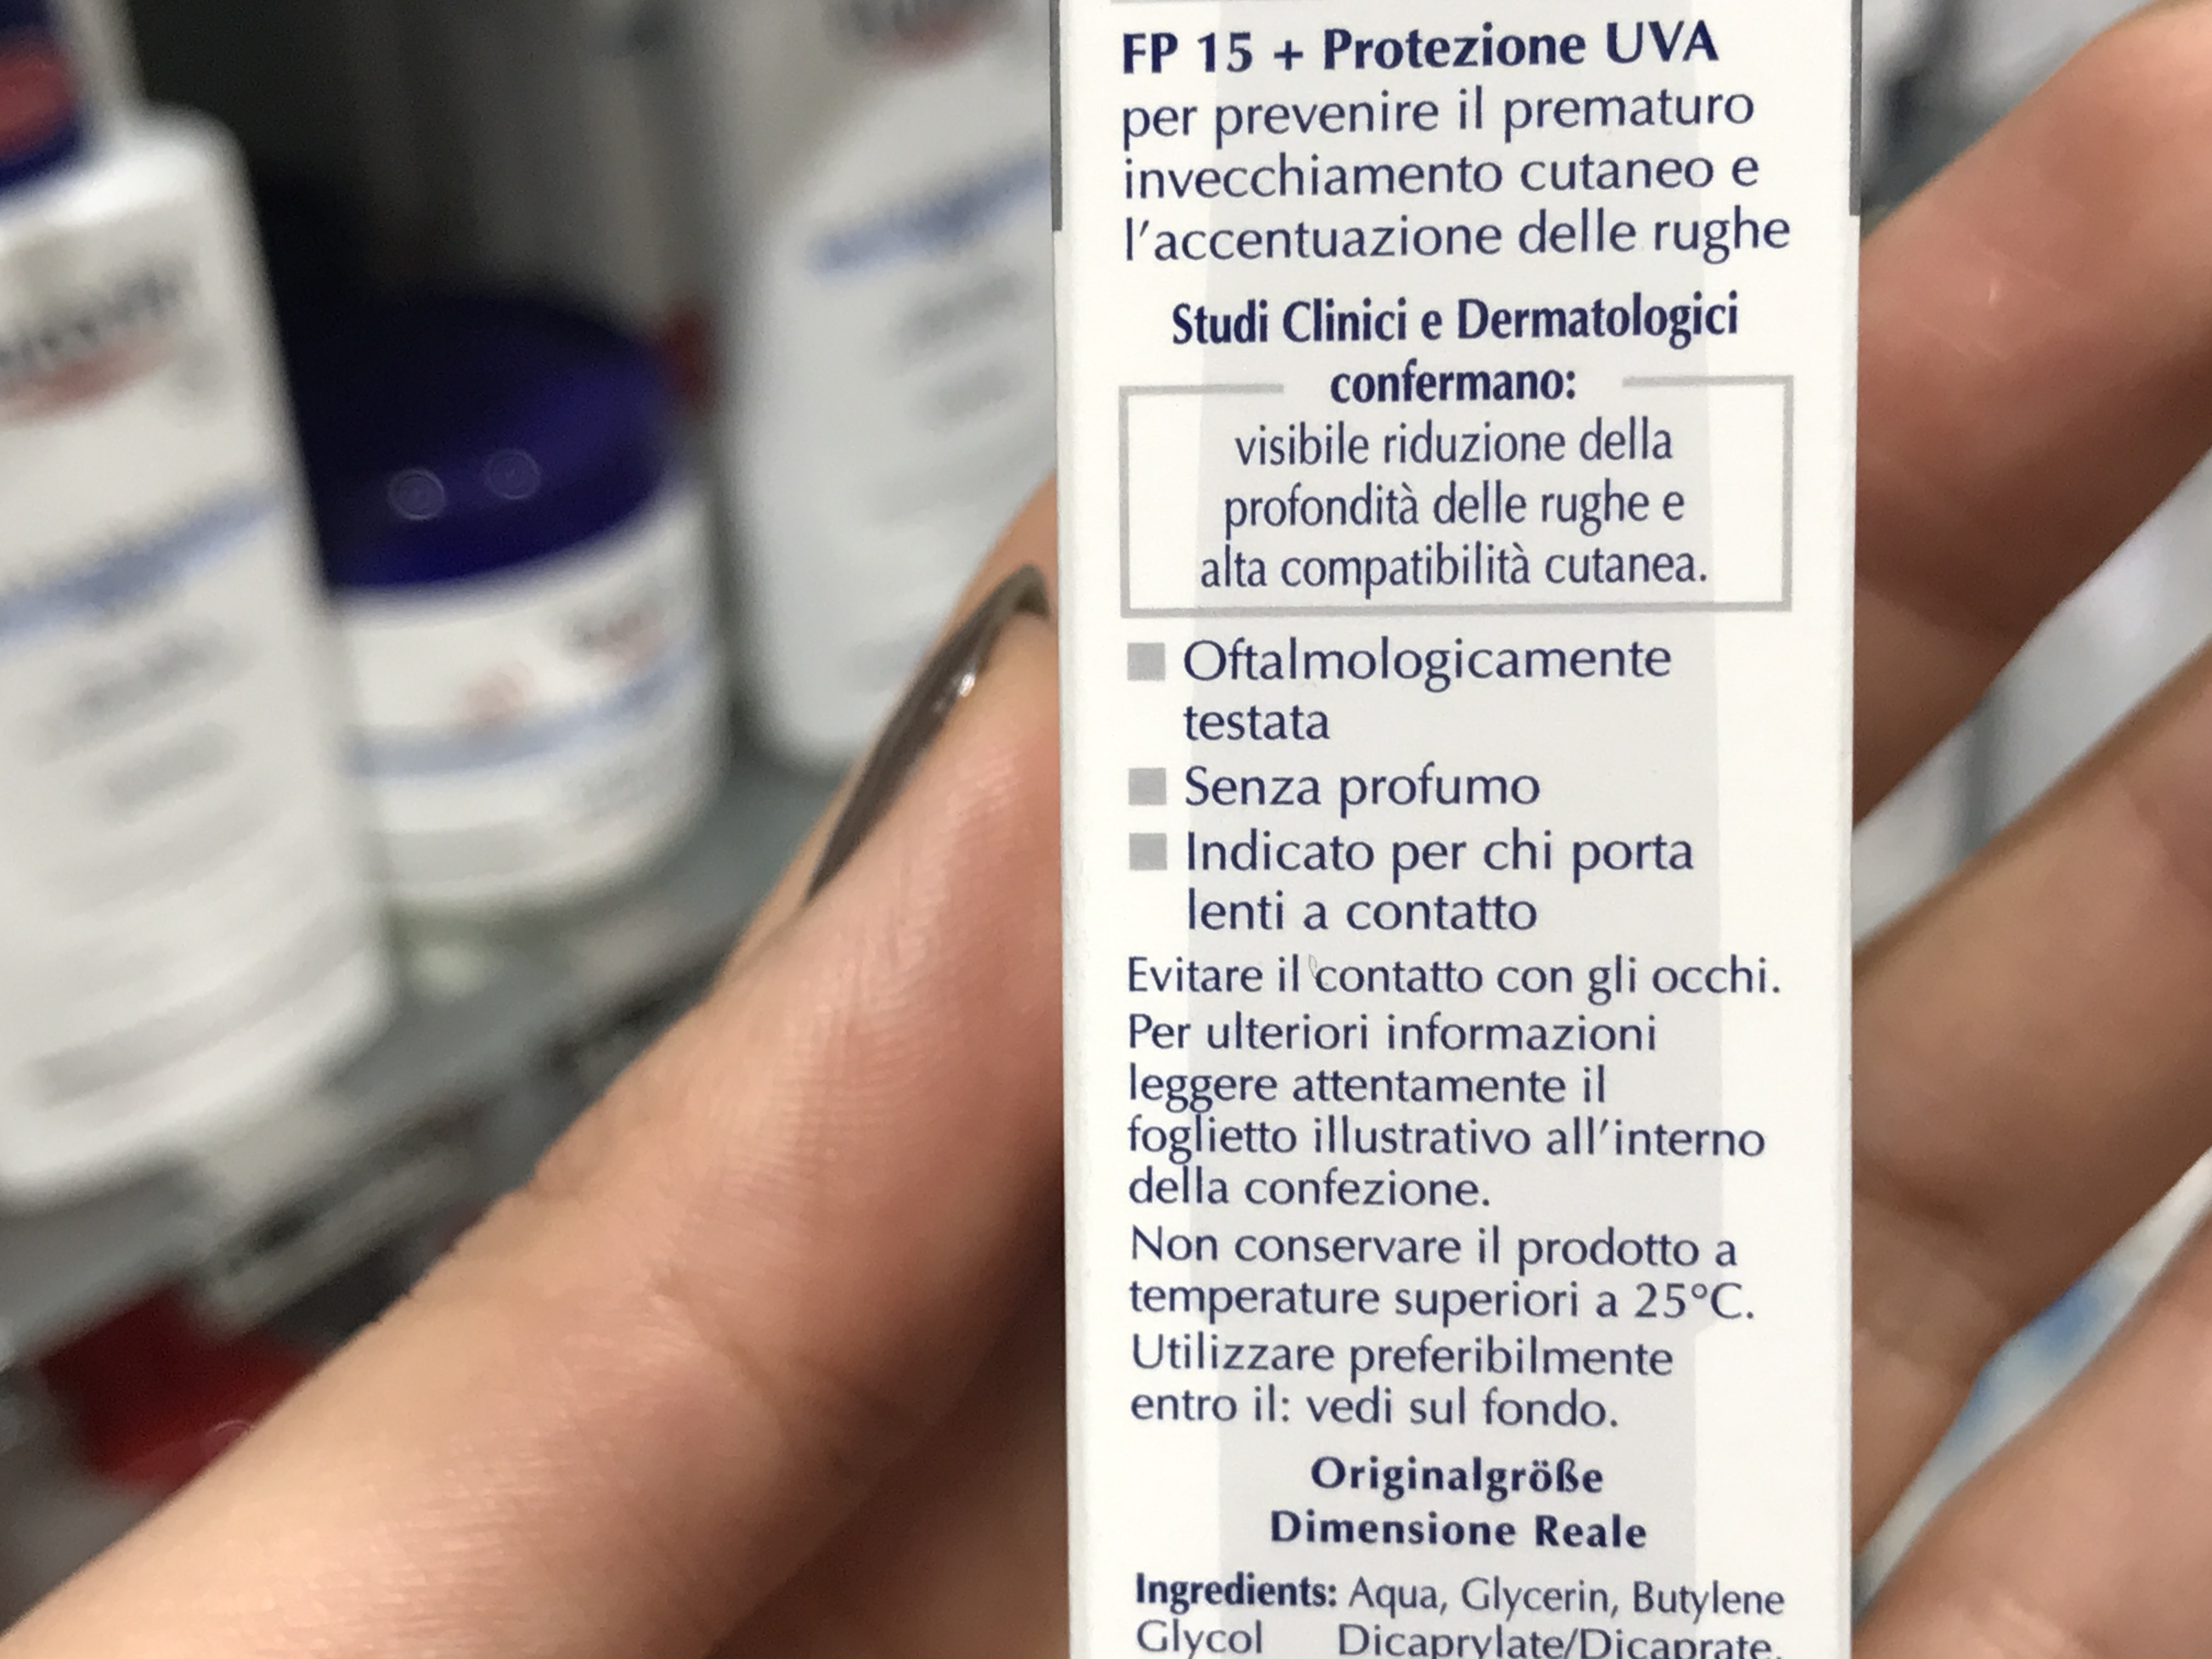 FP 15 + Protezione UVA
per prevenire il prematuro
invecchiamento cutaneo e
l'accentuazione delle rughe
Studi Clinici e Dermatologici
confermano:
visibile riduzione della
profondità delle rughe e
alta compatibilità cutanea.
Oftalmologicamente
testata
Senza profumo
Indicato per chi porta
lenti a contatto
Evitare il contatto con gli occhi.
Per ulteriori informazioni
leggere attentamente il
foglietto illustrativo all'interno
della confezione.
Non conservare il prodotto a
temperature superiori a 25°C.
Utilizzare preferibilmente
entro il: vedi sul fondo.
Originalgröße
Dimensione Reale
Ingredients: Aqua, Glycerin, Butylene
Glycol Dicaprylate/Dicaprate,